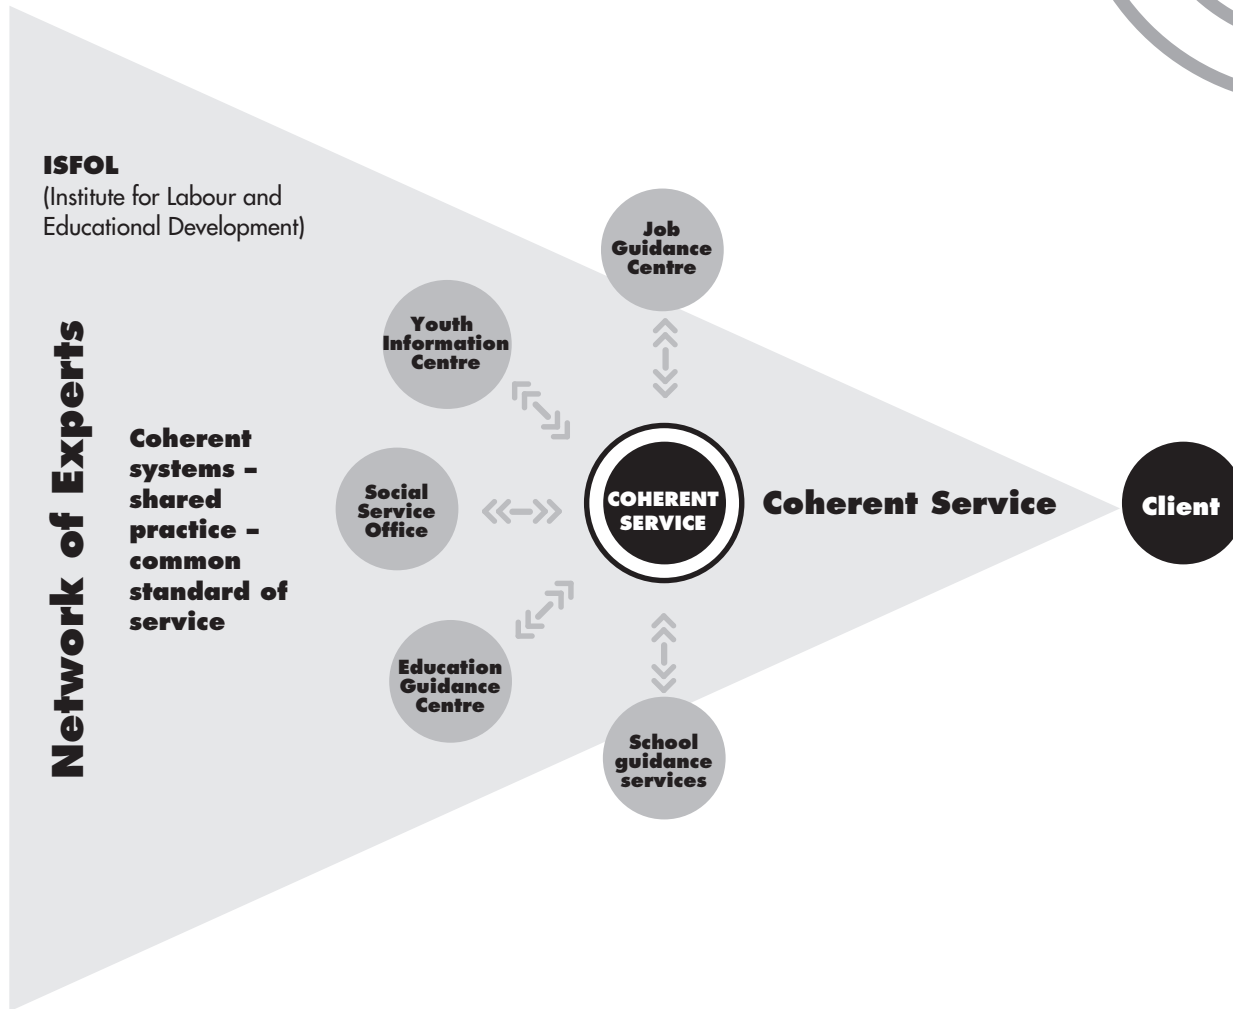 ISFOL
(Institute for Labour and
Educational Development)
Network of Experts
Coherent
systems –
shared
practice –
common
standard of
service
Job
Guidance
Centre
Youth
Information
Centre
Social
Service
Office
Education
Guidance
Centre
School
guidance
services
COHERENT
SERVICE
Coherent Service
Client